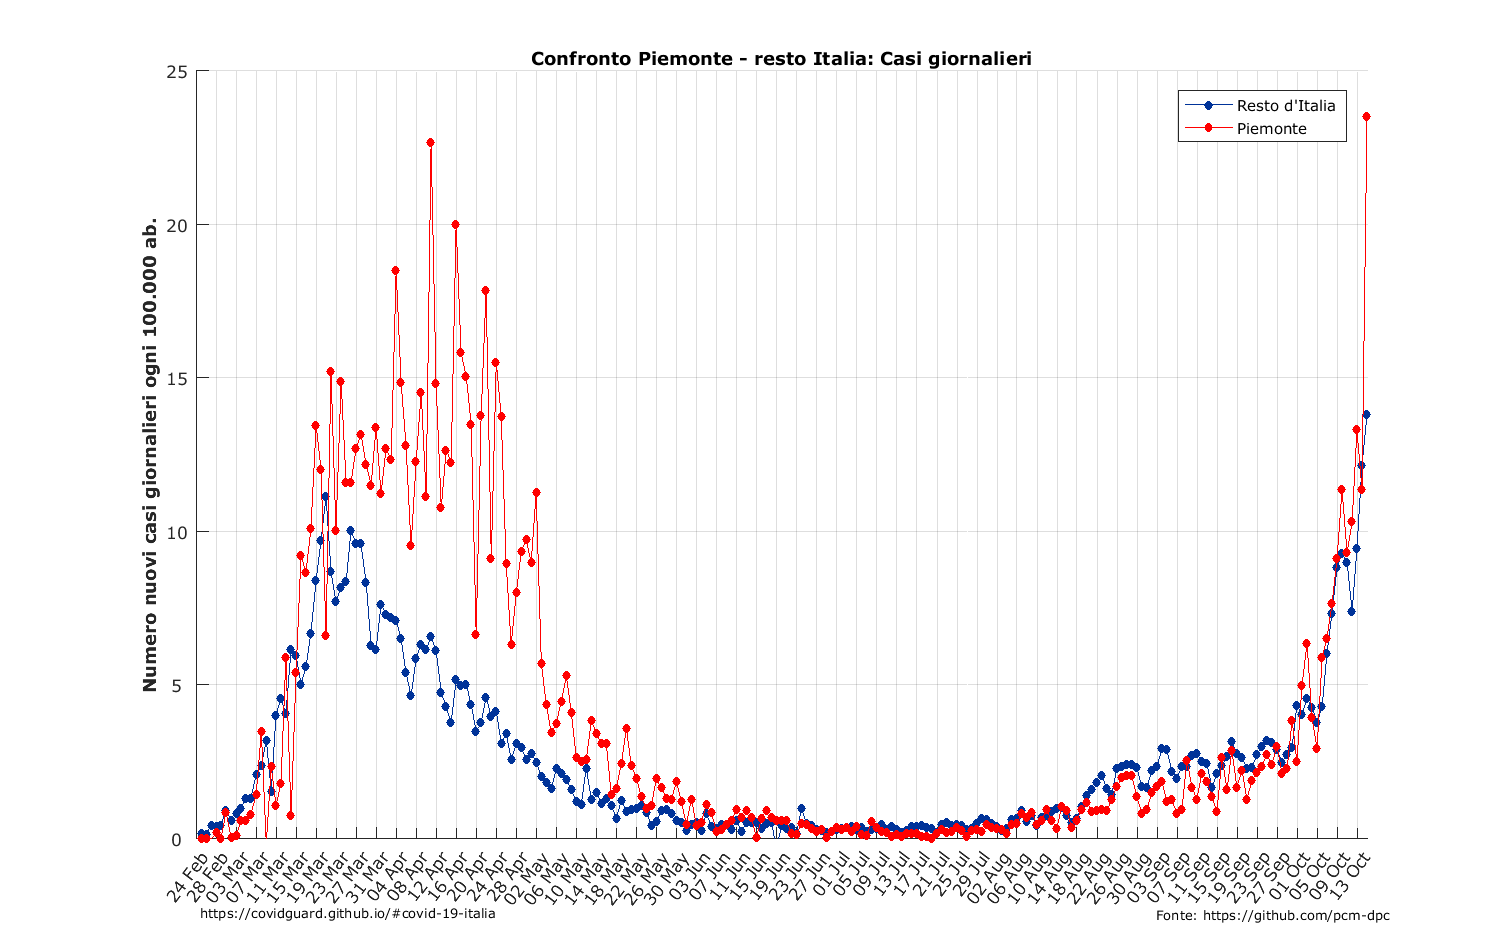 Confronto Piemonte - resto Italia: Casi giornalieri
Resto d'Italia
Piemonte
Numero nuovi casi giornalieri ogni 100.000 ab.
25
20
15
10
5
0
24 Feb
28 Feb
03 Mar
07 Mar
11 Mar
15 Mar
19 Mar
23 Mar
27 Mar
31 Mar
04 Apr
08 Apr
12 Apr
16 Apr
20 Apr
24 Apr
28 Apr
02 May
06 May
10 May
14 May
18 May
22 May
26 May
30 May
03 Jun
07 Jun
11 Jun
15 Jun
19 Jun
23 Jun
27 Jun
01 Jul
05 Jul
09 Jul
13 Jul
17 Jul
21 Jul
25 Jul
29 Jul
02 Aug
06 Aug
10 Aug
14 Aug
18 Aug
22 Aug
26 Aug
30 Aug
03 Sep
07 Sep
11 Sep
15 Sep
19 Sep
23 Sep
27 Sep
01 Oct
05 Oct
09 Oct
13 Oct
https://covidguard.github.io/#covid-19-italia
Fonte: https://github.com/pcm-dpc